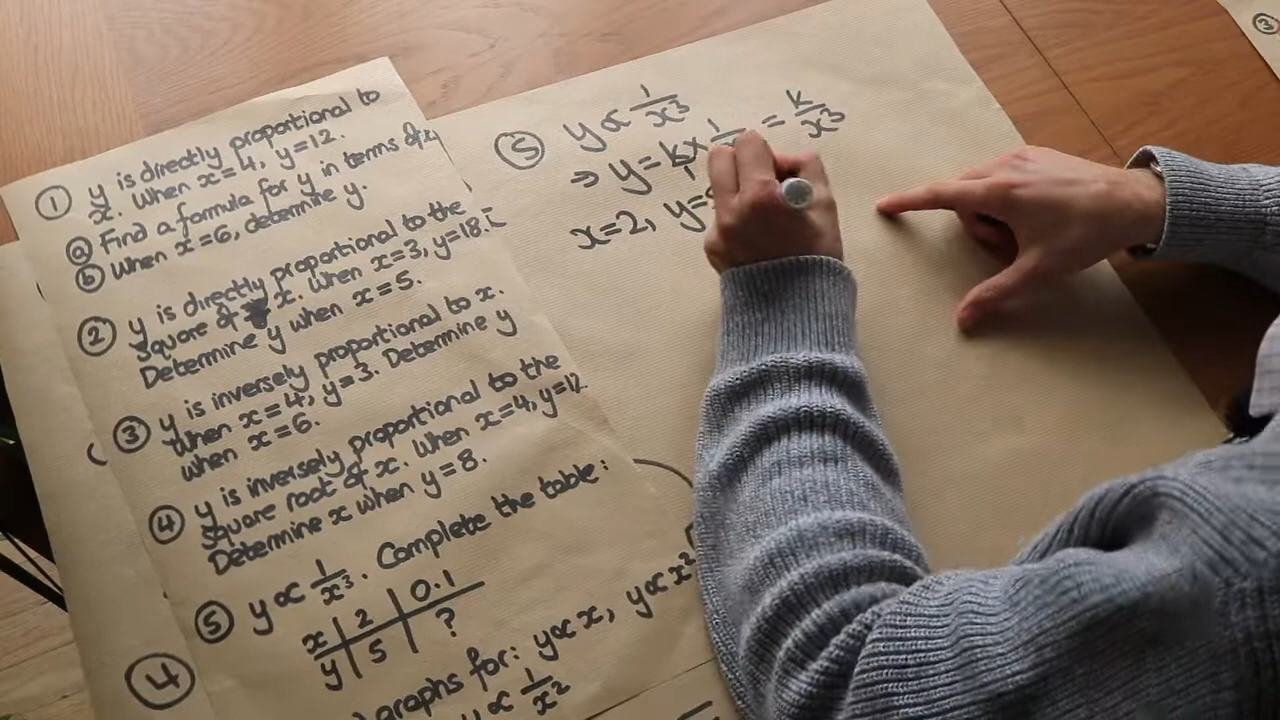 ① y is directly proportional to
x. When x=4, y=12.
ⓐ Find a formula for y in terms of x
ⓑ When x=6, determine y.
② y is directly proportional to the
square of x. When x=3, y=18.
Determine y when x=5.
③ y is inversely proportional to x.
When x=4, y=3. Determine y
when x=6.
④ y is inversely proportional to the
square root of x. When x=4, y=12.
Determine x when y=8.
⑤ y ∝ 1/x³. Complete the table:
x | 2 | 0.1
y | 5 | ?
④
graphs for: y∝x, y∝x²
y∝ 1/x²
⑤ y ∝ 1/x³
⇒ y = k/1 × 1/ = k/x³
x=2, y=
③